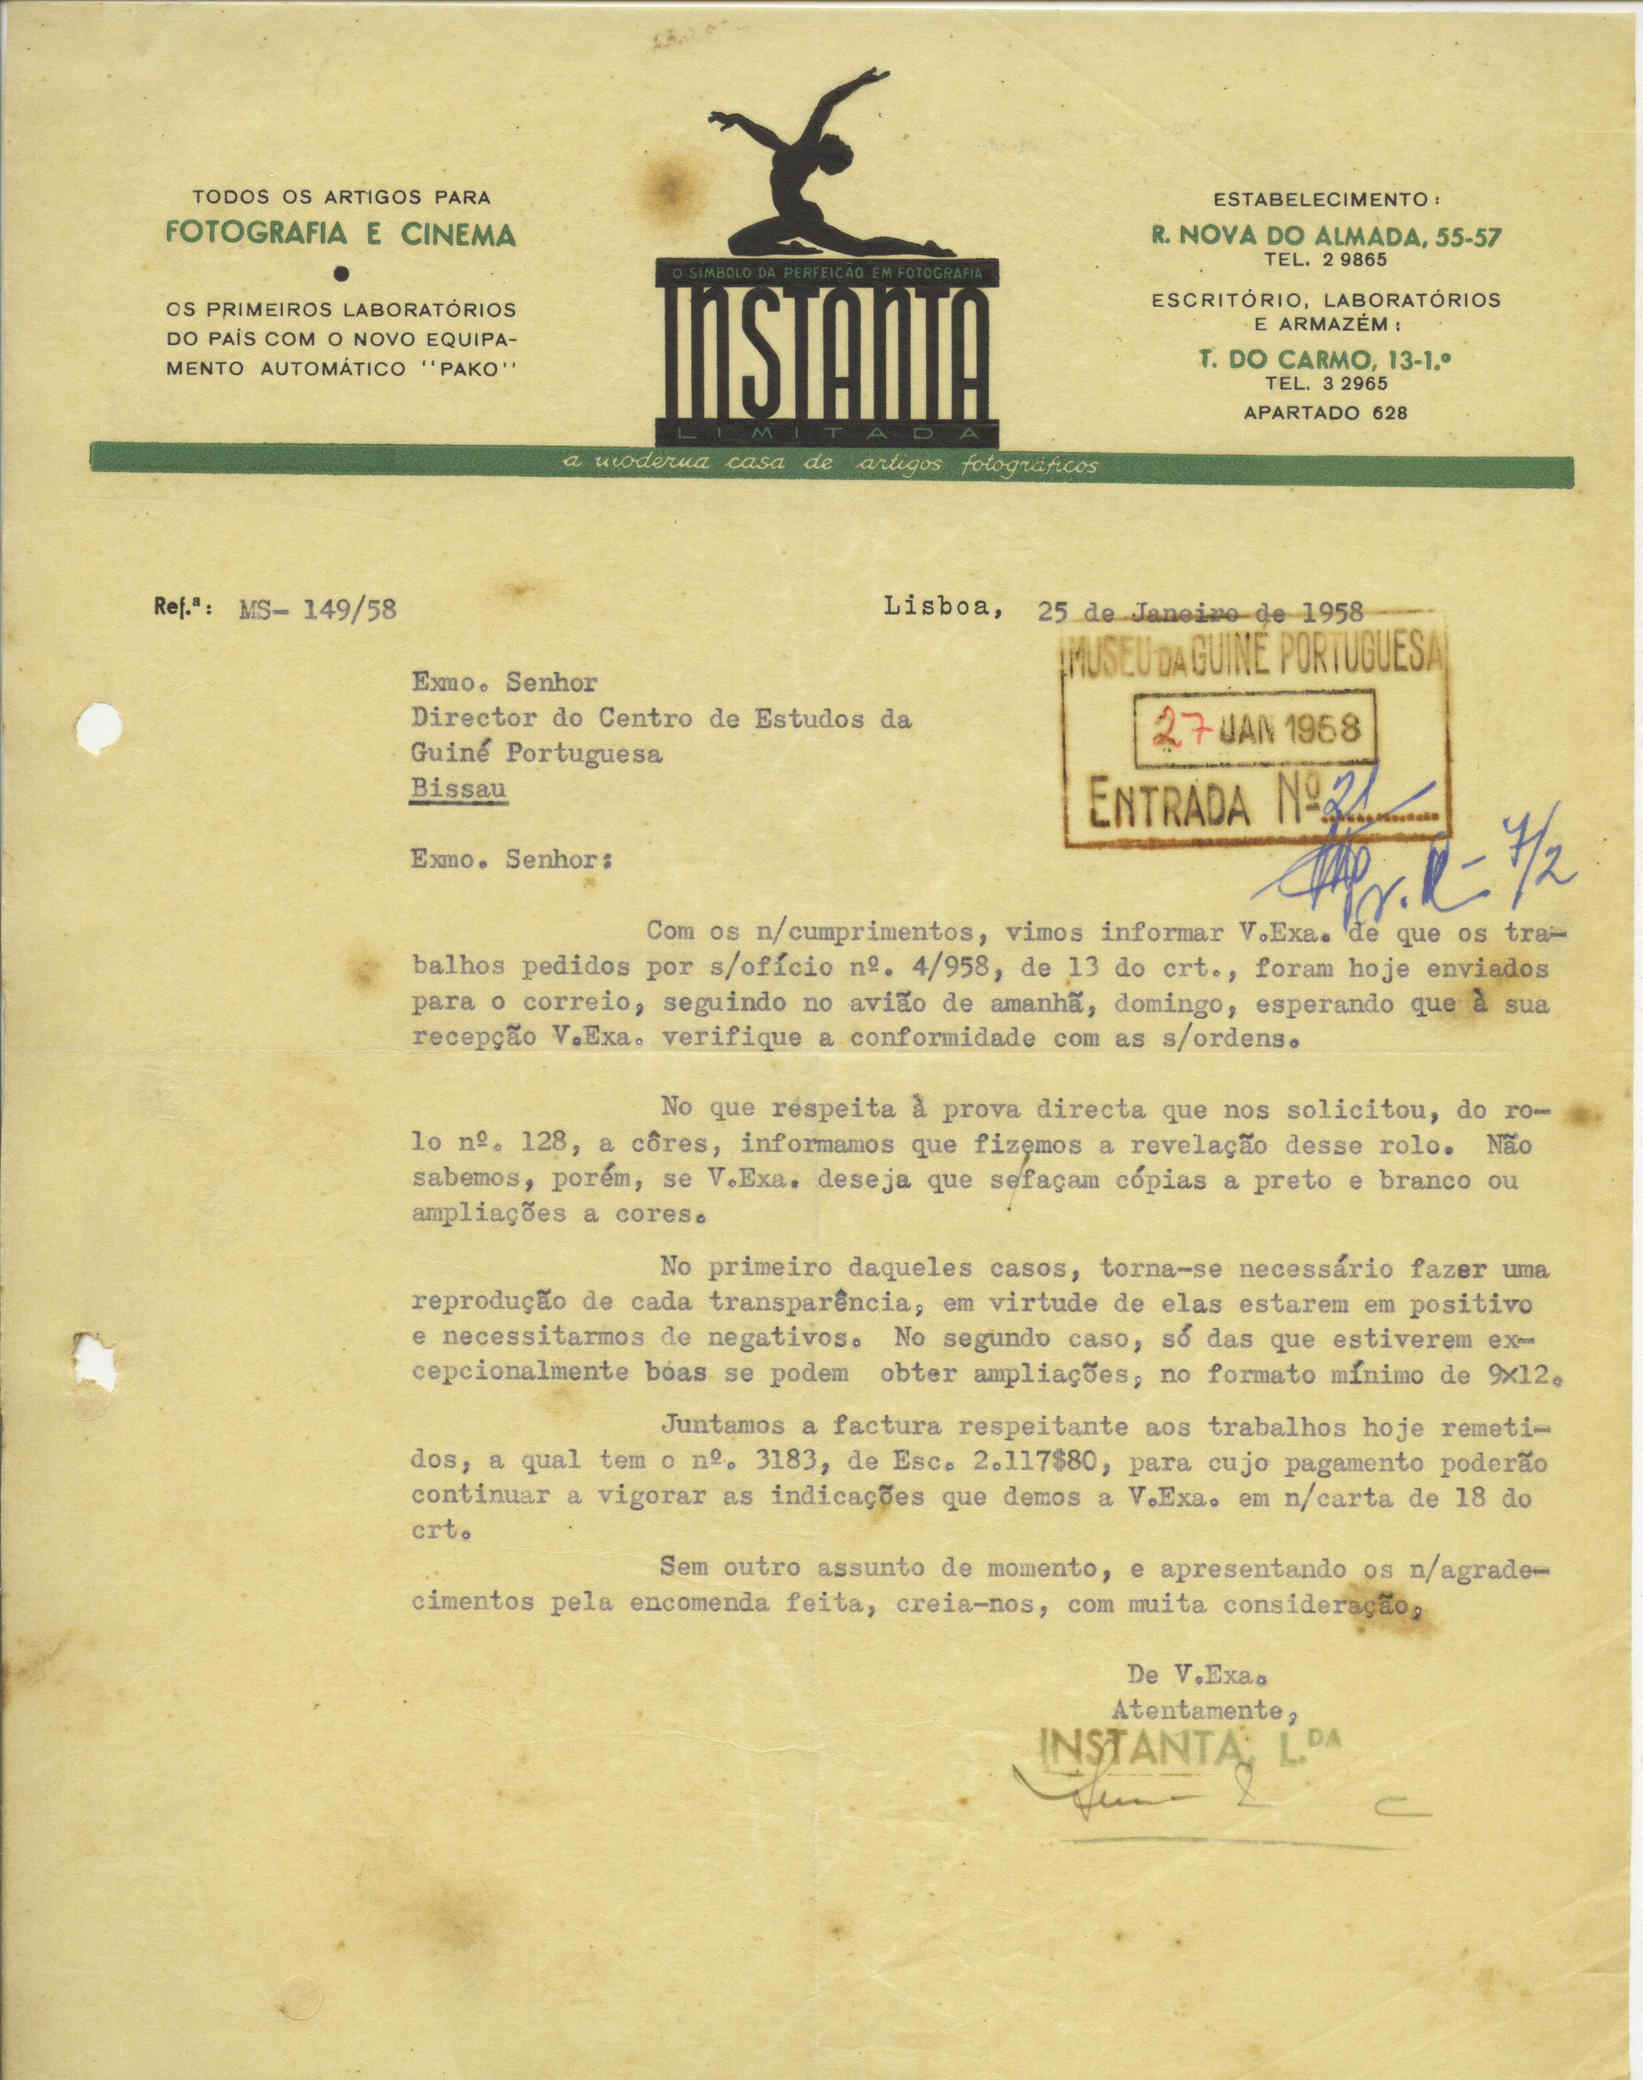 TODOS OS ARTIGOS PARA
FOTOGRAFIA E CINEMA
OS PRIMEIROS LABORATÓRIOS
DO PAÍS COM O NOVO EQUIPA-
MENTO AUTOMÁTICO ''PAKO''
O SIMBOLO DA PERFEIÇÃO EM FOTOGRAFIA
INSTANTA
LIMITADA
a moderna casa de artigos fotográficos
ESTABELECIMENTO:
R. NOVA DO ALMADA, 55-57
TEL. 2 9865
ESCRITÓRIO, LABORATÓRIOS
E ARMAZÉM:
T. DO CARMO, 13-1.º
TEL. 3 2965
APARTADO 628
Ref.ª: MS- 149/58
Lisboa, 25 de Janeiro de 1958
MUSEU DA GUINÉ PORTUGUESA
27 JAN 1958
ENTRADA Nº 21
7/2
Exmo. Senhor
Director do Centro de Estudos da
Guiné Portuguesa
Bissau
Exmo. Senhor:
Com os n/cumprimentos, vimos informar V.Exa. de que os tra-
balhos pedidos por s/ofício nº. 4/958, de 13 do crt., foram hoje enviados
para o correio, seguindo no avião de amanhã, domingo, esperando que à sua
recepção V.Exa. verifique a conformidade com as s/ordens.
No que respeita à prova directa que nos solicitou, do ro-
lo nº. 128, a côres, informamos que fizemos a revelação desse rolo. Não
sabemos, porém, se V.Exa. deseja que se/façam cópias a preto e branco ou
ampliações a cores.
No primeiro daqueles casos, torna-se necessário fazer uma
reprodução de cada transparência, em virtude de elas estarem em positivo
e necessitarmos de negativos. No segundo caso, só das que estiverem ex-
cepcionalmente bóas se podem obter ampliações, no formato mínimo de 9x12.
Juntamos a factura respeitante aos trabalhos hoje remeti-
dos, a qual tem o nº. 3183, de Esc. 2.117$80, para cujo pagamento poderão
continuar a vigorar as indicações que demos a V.Exa. em n/carta de 18 do
crt.
Sem outro assunto de momento, e apresentando os n/agrade-
cimentos pela encomenda feita, creia-nos, com muita consideração,
De V.Exa.
Atentamente,
INSTANTA, L.DA